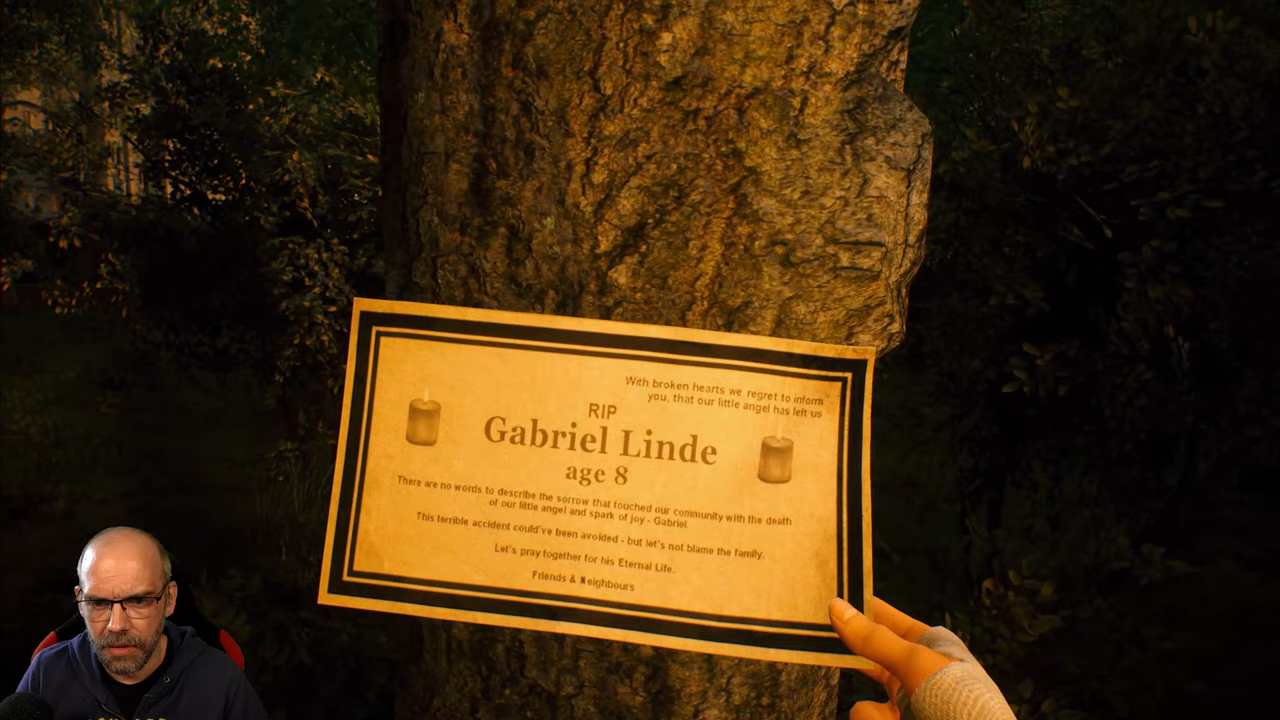 With broken hearts we regret to inform
you, that our little angel has left us
RIP
Gabriel Linde
age 8
There are no words to describe the sorrow that touched our community with the death
of our little angel and spark of joy - Gabriel.
This terrible accident could've been avoided - but let's not blame the family.
Let's pray together for his Eternal Life.
Friends & Neighbours